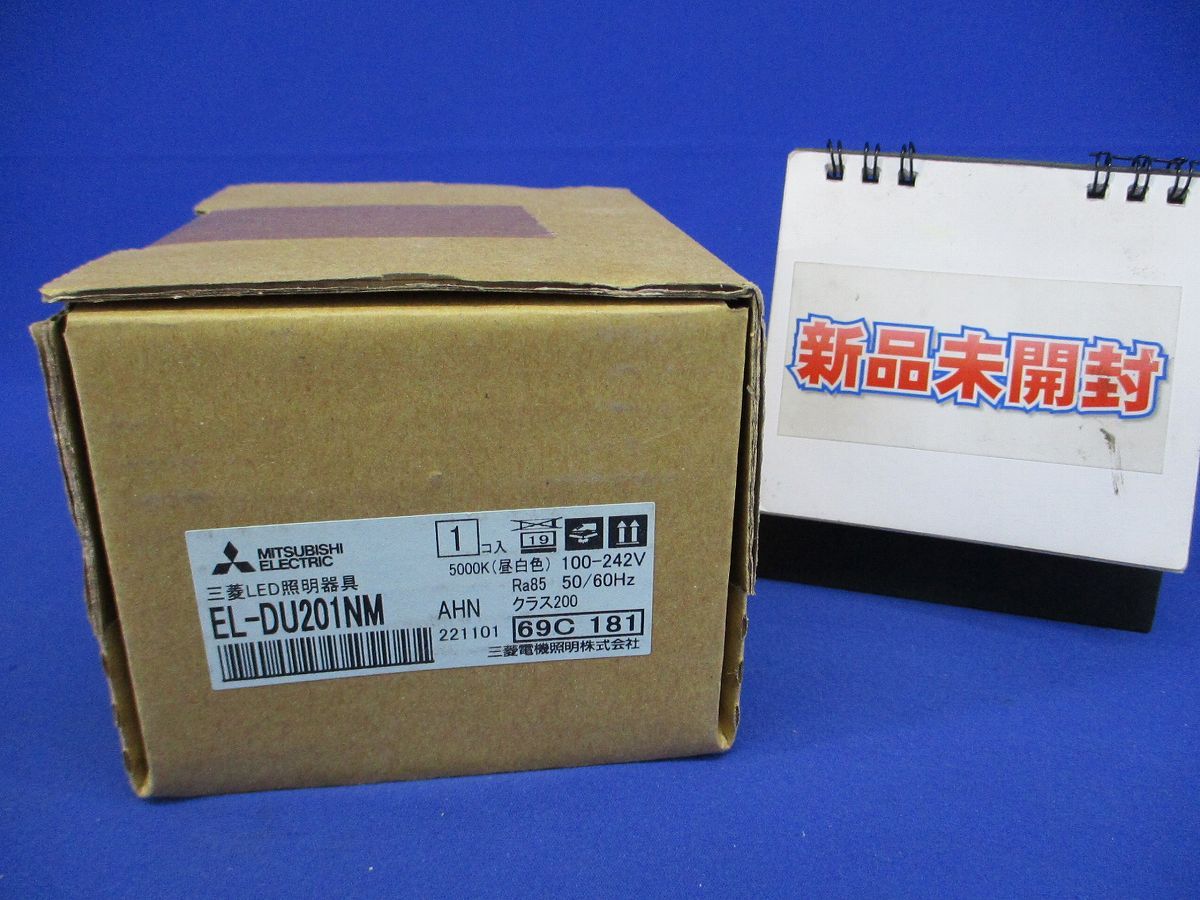 MITSUBISHI
ELECTRIC
1コ入
19
三菱LED照明器具
5000K(昼白色) 100-242V
Ra85 50/60Hz
EL-DU201NM
AHN
クラス200
221101
69C 181
三菱電機照明株式会社
新品未開封